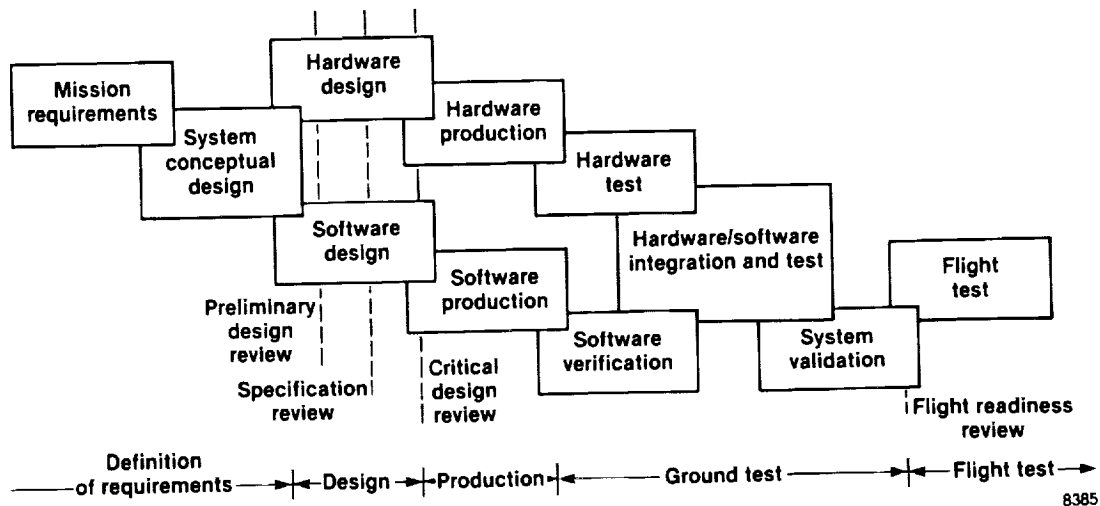 Mission
requirements
System
conceptual
design
Hardware
design
Software
design
Hardware
production
Software
production
Hardware
test
Software
verification
Hardware/software
integration and test
System
validation
Flight
test
Preliminary
design
review
Specification
review
Critical
design
review
Flight readiness
review
Definition
of requirements
Design
Production
Ground test
Flight test
8385